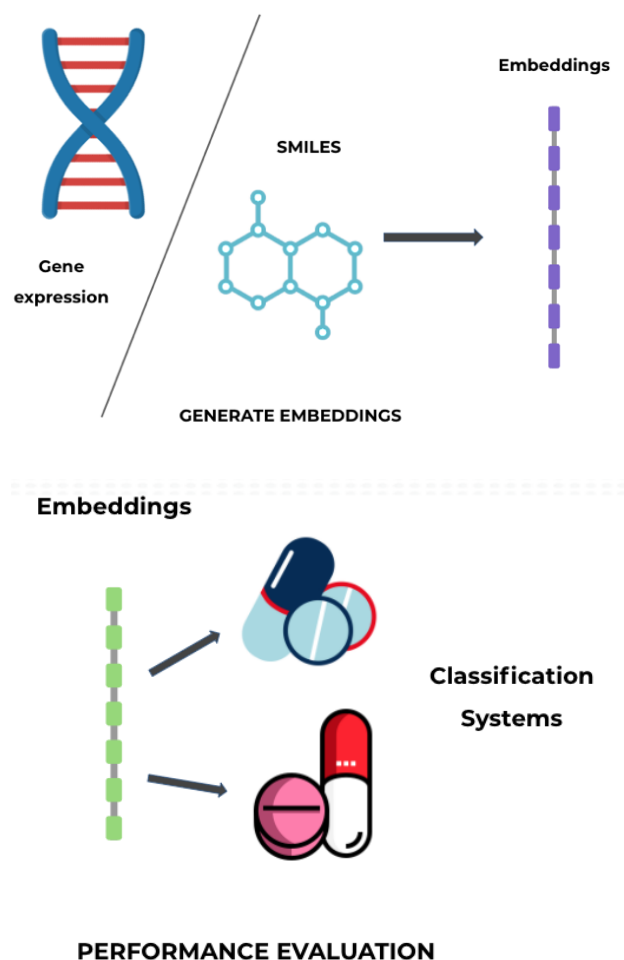 Embeddings
SMILES
Gene
expression
GENERATE EMBEDDINGS
Embeddings
Classification
Systems
PERFORMANCE EVALUATION